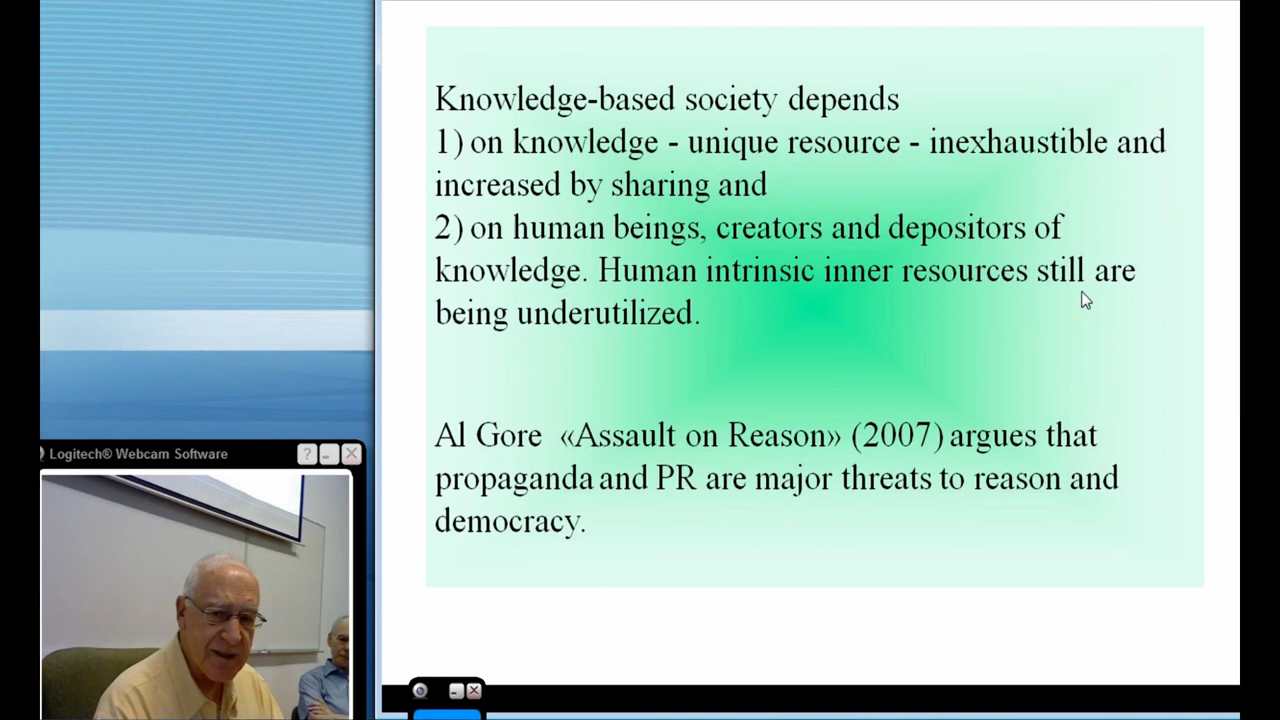 Knowledge-based society depends
1) on knowledge - unique resource - inexhaustible and
increased by sharing and
2) on human beings, creators and depositors of
knowledge. Human intrinsic inner resources still are
being underutilized.
Al Gore «Assault on Reason» (2007) argues that
propaganda and PR are major threats to reason and
democracy.
Logitech® Webcam Software